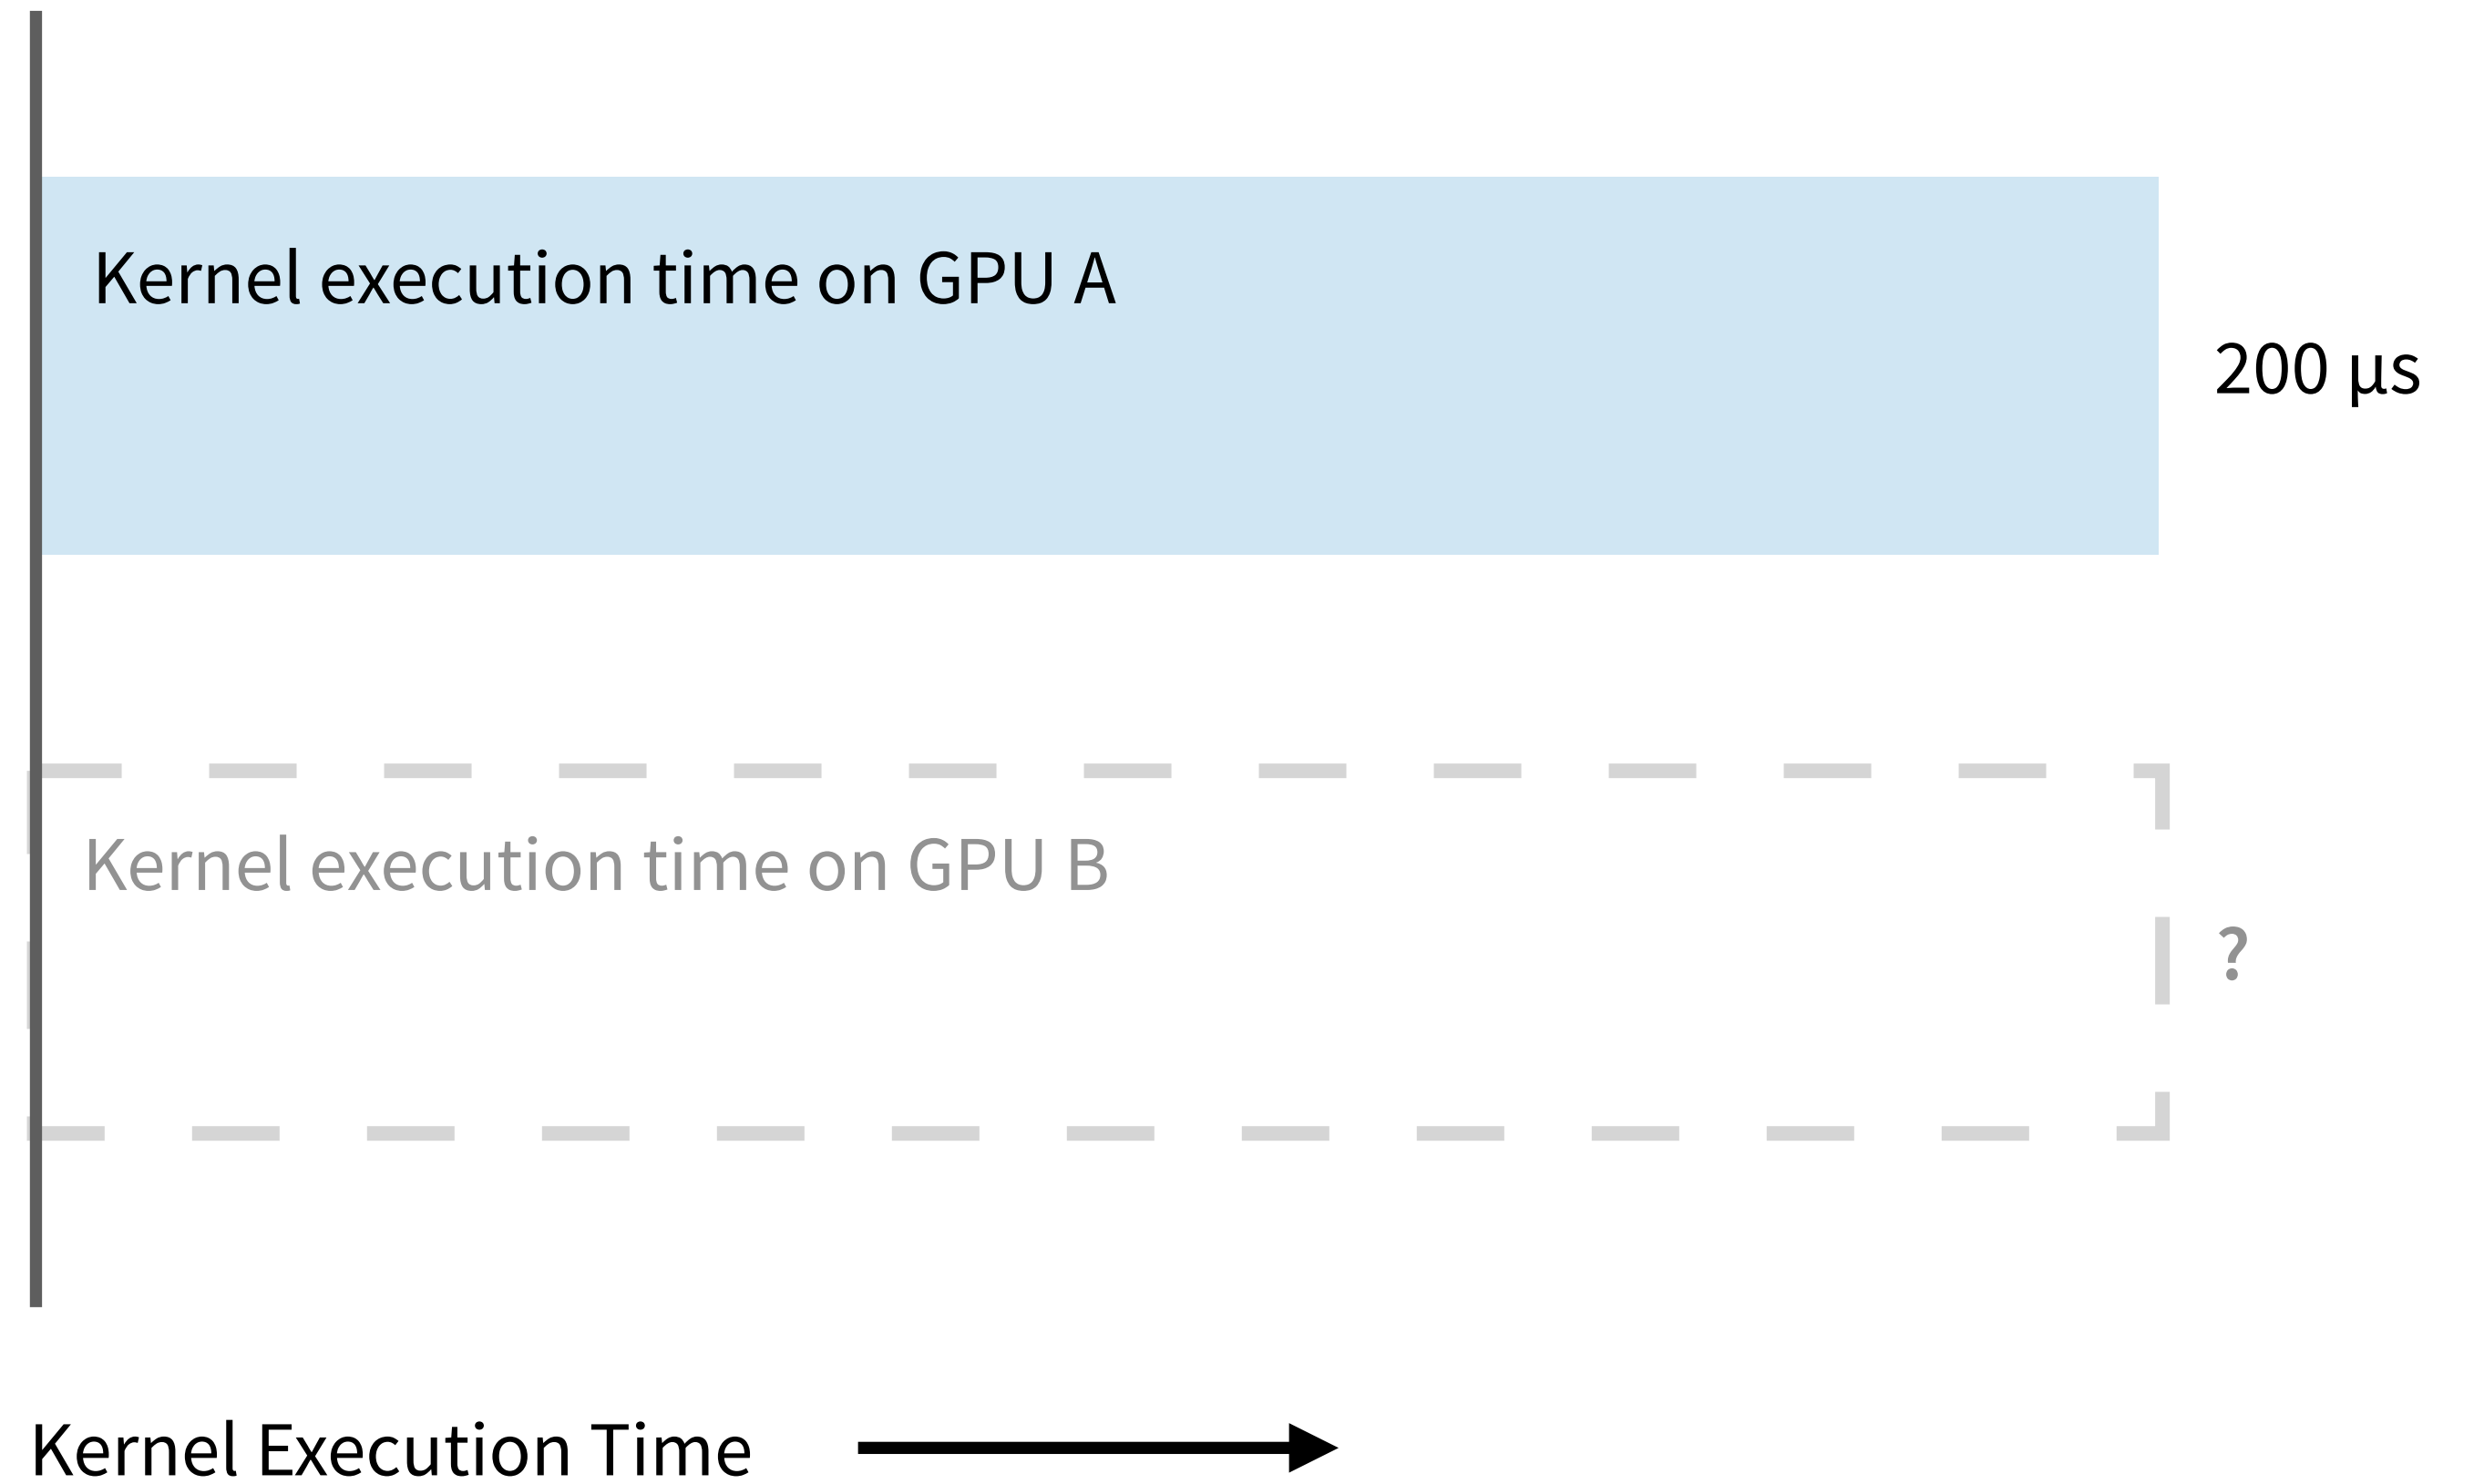 Kernel execution time on GPU A
200 µs
Kernel execution time on GPU B
?
Kernel Execution Time